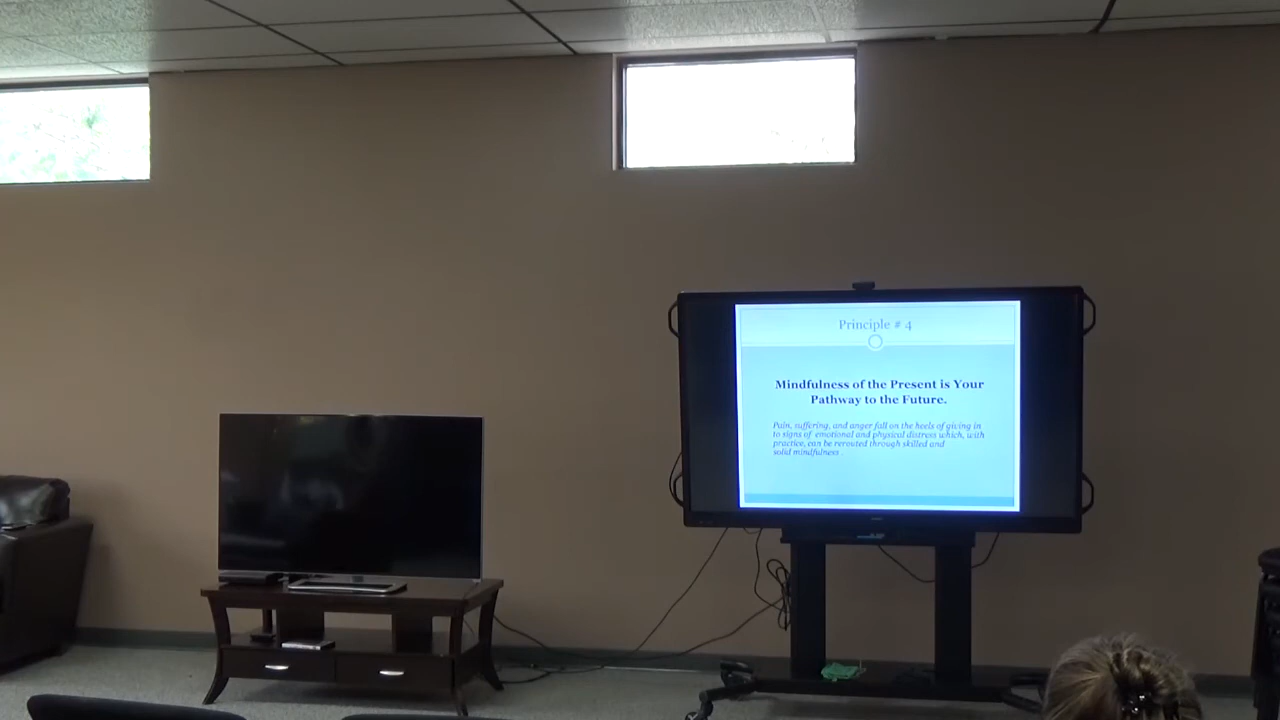 Principle # 4
Mindfulness of the Present is Your
Pathway to the Future.
Pain, suffering, and anger fall on the heels of giving in
to signs of emotional and physical distress which, with
practice, can be rerouted through skilled and
solid mindfulness .